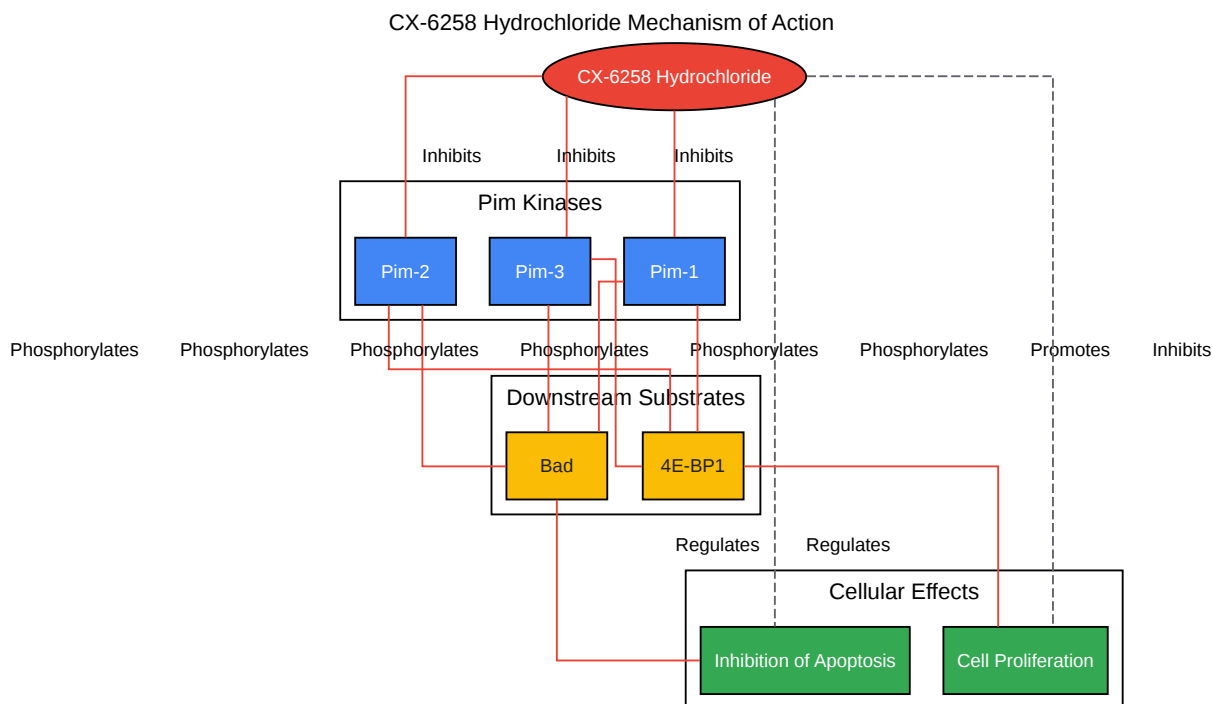 CX-6258 Hydrochloride Mechanism of Action
CX-6258 Hydrochloride
Inhibits
Inhibits
Inhibits
Pim Kinases
Pim-2
Pim-3
Pim-1
Phosphorylates
Phosphorylates
Phosphorylates
Phosphorylates
Phosphorylates
Phosphorylates
Promotes
Inhibits
Downstream Substrates
Bad
4E-BP1
Regulates
Regulates
Cellular Effects
Inhibition of Apoptosis
Cell Proliferation